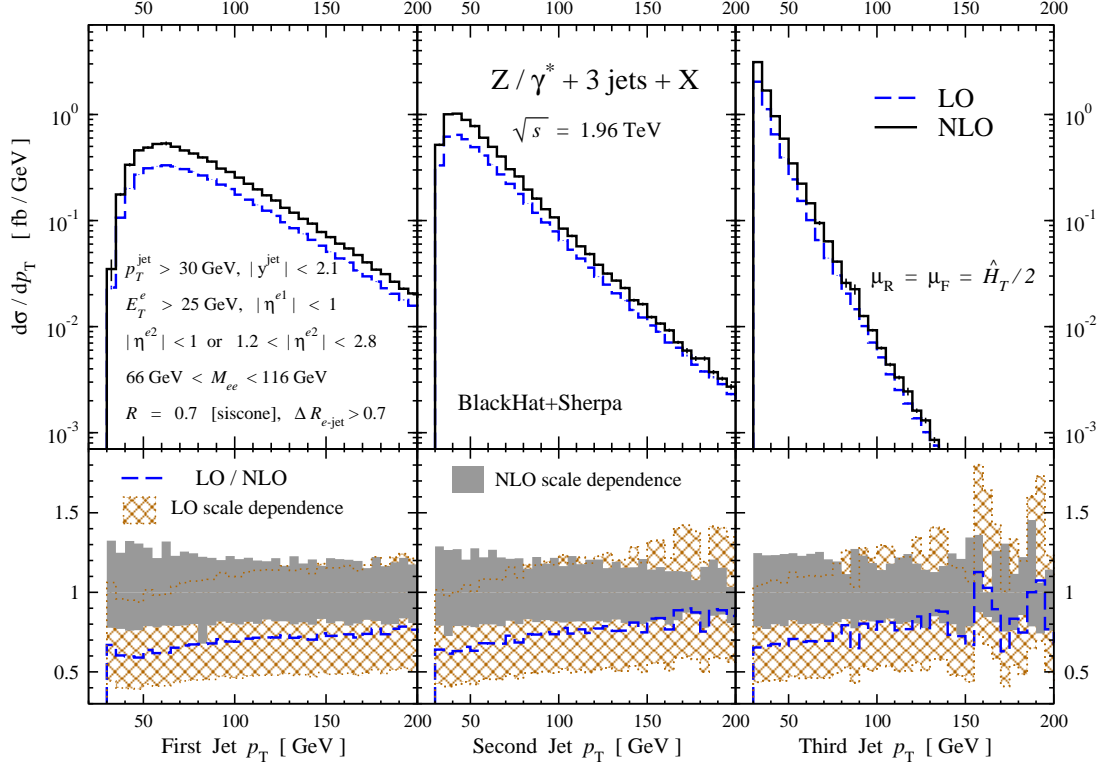 50 100 150 200 50 100 150 200 50 100 150 200
Z / γ* + 3 jets + X
√s = 1.96 TeV
LO
NLO
10^0
10^-1
10^-2
10^-3
10^0
10^-1
10^-2
10^-3
dσ / dp_T [ fb / GeV ]
p_T^jet > 30 GeV, | y^jet | < 2.1
E_T^e > 25 GeV, | η^e1 | < 1
| η^e2 | < 1 or 1.2 < | η^e2 | < 2.8
66 GeV < M_ee < 116 GeV
R = 0.7 [siscone], Δ R_e-jet > 0.7
BlackHat+Sherpa
μ_R = μ_F = Ĥ_T / 2
LO / NLO
LO scale dependence
NLO scale dependence
1.5
1
0.5
1.5
1
0.5
50 100 150 200 50 100 150 200 50 100 150 200
First Jet p_T [ GeV ]
Second Jet p_T [ GeV ]
Third Jet p_T [ GeV ]